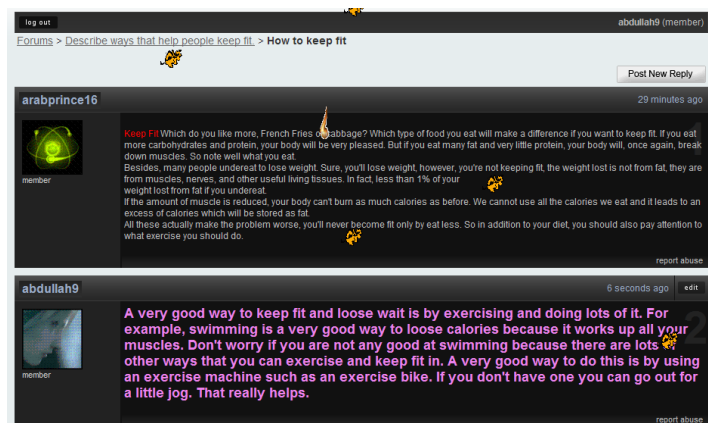 log out
abdullah9 (member)
Forums > Describe ways that help people keep fit. > How to keep fit
Post New Reply
arabprince16
29 minutes ago
1
member
Keep Fit Which do you like more, French Fries or cabbage? Which type of food you eat will make a difference if you want to keep fit. If you eat
more carbohydrates and protein, your body will be very pleased. But if you eat many fat and very little protein, your body will, once again, break
down muscles. So note well what you eat.
Besides, many people undereat to lose weight. Sure, you'll lose weight, however, you're not keeping fit, the weight lost is not from fat, they are
from muscles, nerves, and other useful living tissues. In fact, less than 1% of your
weight lost from fat if you undereat.
If the amount of muscle is reduced, your body can't burn as much calories as before. We cannot use all the calories we eat and it leads to an
excess of calories which will be stored as fat.
All these actually make the problem worse, you'll never become fit only by eat less. So in addition to your diet, you should also pay attention to
what exercise you should do.
report abuse
abdullah9
6 seconds ago
edit
2
member
A very good way to keep fit and loose wait is by exercising and doing lots of it. For
example, swimming is a very good way to loose calories because it works up all your
muscles. Don't worry if you are not any good at swimming because there are lots
other ways that you can exercise and keep fit in. A very good way to do this is by using
an exercise machine such as an exercise bike. If you don't have one you can go out for
a little jog. That really helps.
report abuse